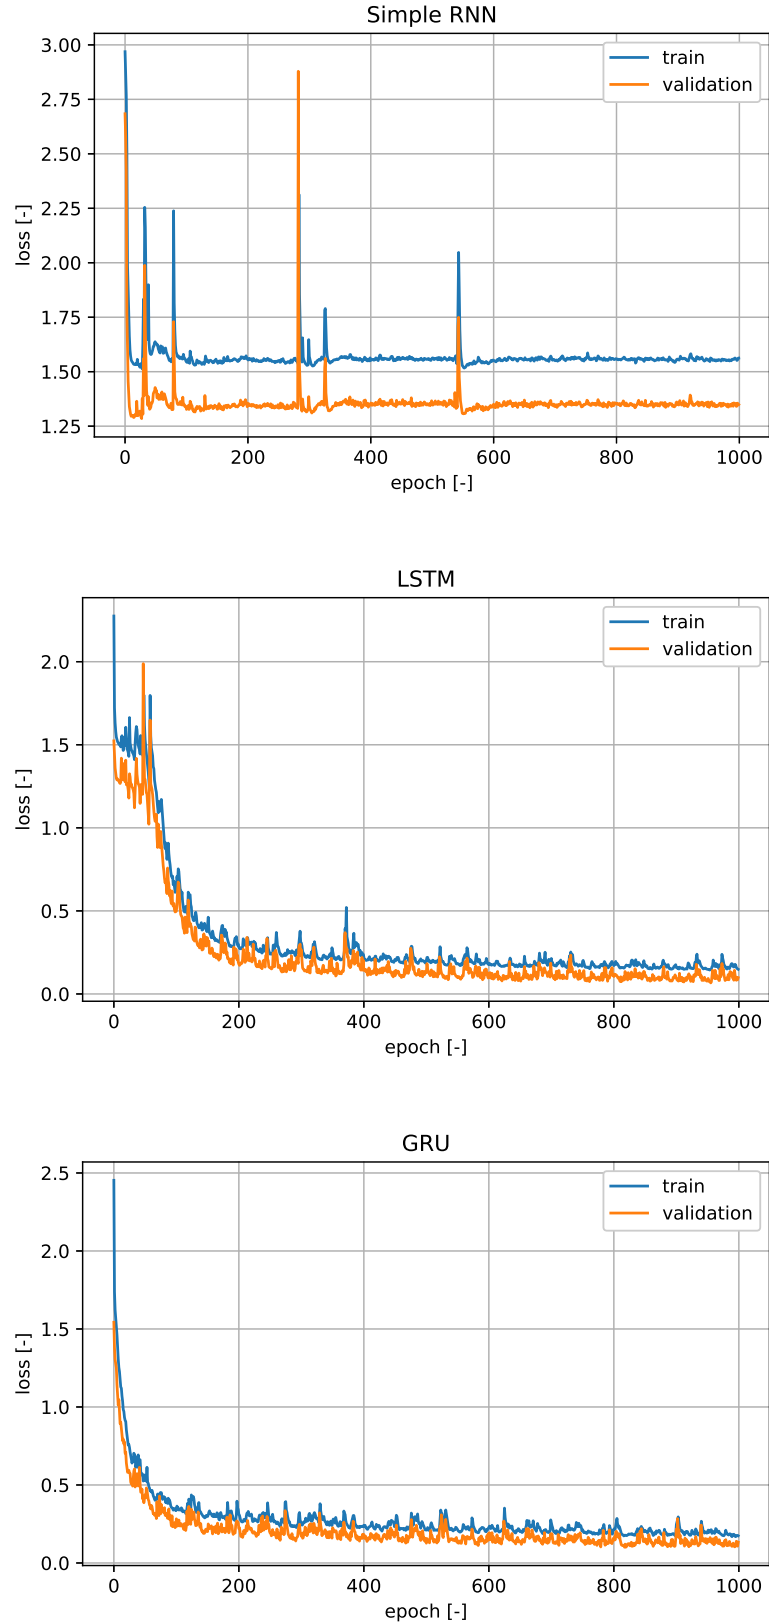 Simple RNN
3.00
2.75
2.50
2.25
2.00
1.75
1.50
1.25
loss [-]
train
validation
0 200 400 600 800 1000
epoch [-]
LSTM
2.0
1.5
1.0
0.5
0.0
loss [-]
train
validation
0 200 400 600 800 1000
epoch [-]
GRU
2.5
2.0
1.5
1.0
0.5
0.0
loss [-]
train
validation
0 200 400 600 800 1000
epoch [-]